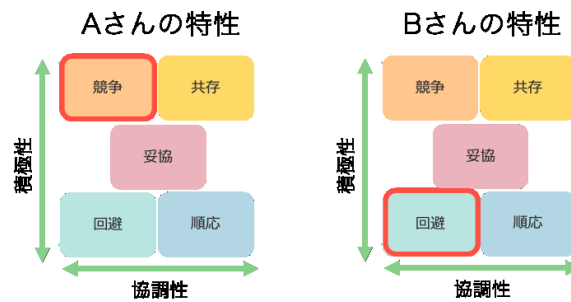 Aさんの特性
競争
共存
妥協
回避
順応
積極性
協調性
Bさんの特性
競争
共存
妥協
回避
順応
積極性
協調性